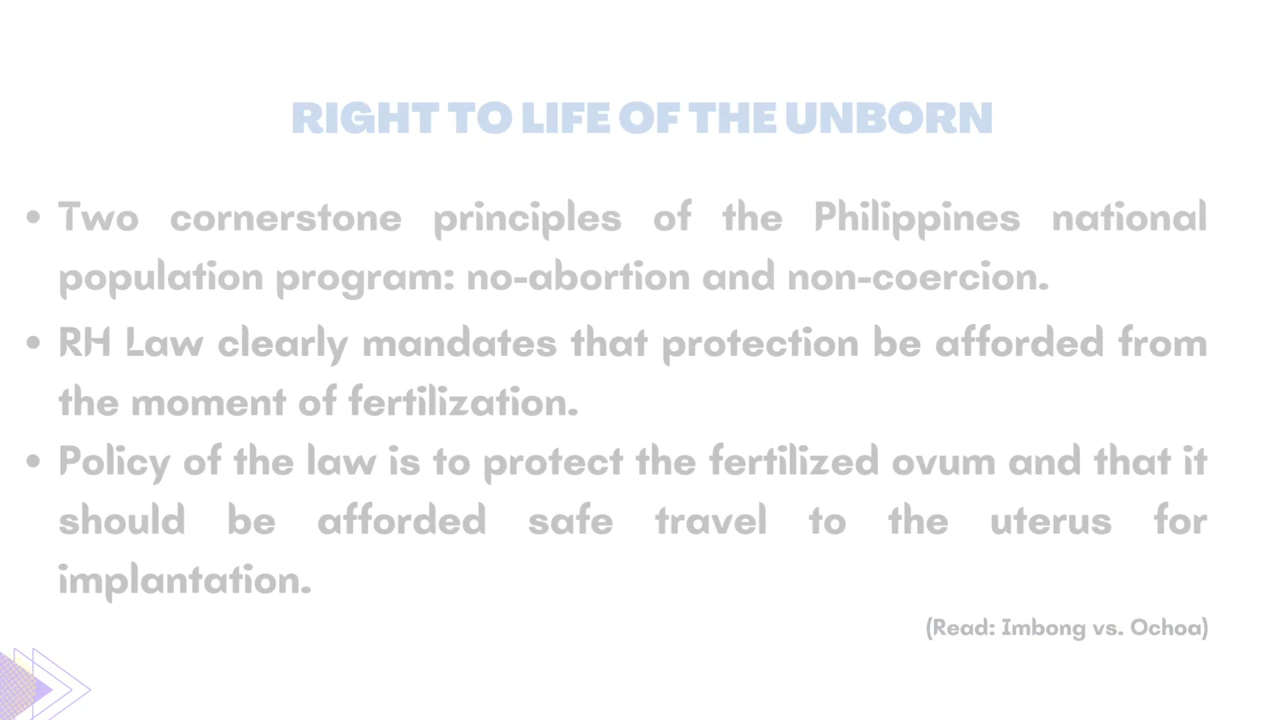 RIGHT TO LIFE OF THE UNBORN
• Two cornerstone principles of the Philippines national
population program: no-abortion and non-coercion.
• RH Law clearly mandates that protection be afforded from
the moment of fertilization.
• Policy of the law is to protect the fertilized ovum and that it
should be afforded safe travel to the uterus for
implantation.
(Read: Imbong vs. Ochoa)